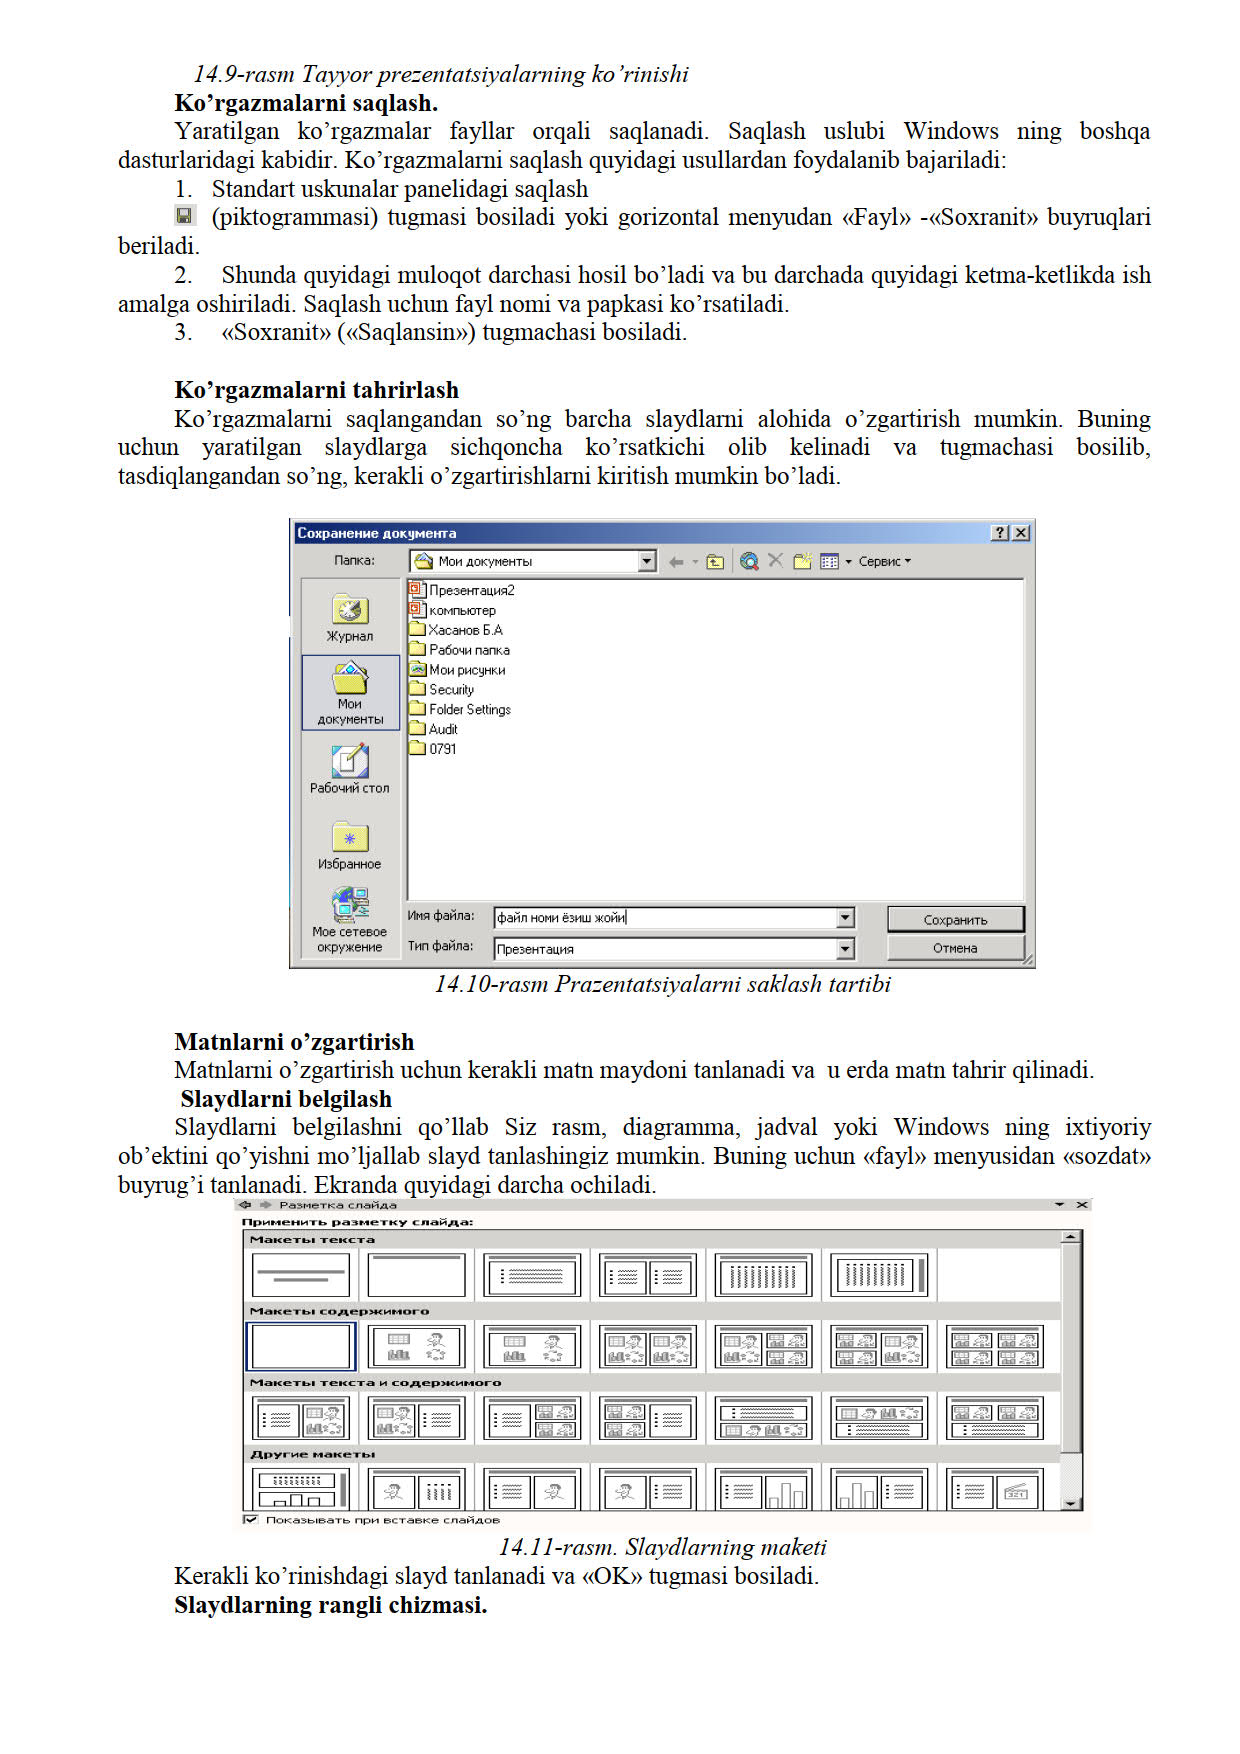 14.9-rasm Tayyor prezentatsiyalarning ko’rinishi
Ko’rgazmalarni saqlash.
Yaratilgan ko’rgazmalar fayllar orqali saqlanadi. Saqlash uslubi Windows ning boshqa
dasturlaridagi kabidir. Ko’rgazmalarni saqlash quyidagi usullardan foydalanib bajariladi:
1. Standart uskunalar panelidagi saqlash
(piktogrammasi) tugmasi bosiladi yoki gorizontal menyudan «Fayl» -«Soxranit» buyruqlari
beriladi.
2. Shunda quyidagi muloqot darchasi hosil bo’ladi va bu darchada quyidagi ketma-ketlikda ish
amalga oshiriladi. Saqlash uchun fayl nomi va papkasi ko’rsatiladi.
3. «Soxranit» («Saqlansin») tugmachasi bosiladi.
Ko’rgazmalarni tahrirlash
Ko’rgazmalarni saqlangandan so’ng barcha slaydlarni alohida o’zgartirish mumkin. Buning
uchun yaratilgan slaydlarga sichqoncha ko’rsatkichi olib kelinadi va tugmachasi bosilib,
tasdiqlangandan so’ng, kerakli o’zgartirishlarni kiritish mumkin bo’ladi.
Сохранение документа
Папка: Мои документы Сервис
Презентация2
компьютер
Хасанов Б.А
Рабочи папка
Мои рисунки
Security
Folder Settings
Audit
0791
Журнал
Мои
документы
Рабочий стол
Избранное
Мое сетевое
окружение
Имя файла: файл номи ёзиш жойи Сохранить
Тип файла: Презентация Отмена
14.10-rasm Prazentatsiyalarni saklash tartibi
Matnlarni o’zgartirish
Matnlarni o’zgartirish uchun kerakli matn maydoni tanlanadi va u erda matn tahrir qilinadi.
Slaydlarni belgilash
Slaydlarni belgilashni qo’llab Siz rasm, diagramma, jadval yoki Windows ning ixtiyoriy
ob’ektini qo’yishni mo’ljallab slayd tanlashingiz mumkin. Buning uchun «fayl» menyusidan «sozdat»
buyrug’i tanlanadi. Ekranda quyidagi darcha ochiladi.
Разметка слайда
Применить разметку слайда:
Макеты текста
Макеты содержимого
Макеты текста и содержимого
Другие макеты
Показывать при вставке слайдов
14.11-rasm. Slaydlarning maketi
Kerakli ko’rinishdagi slayd tanlanadi va «OK» tugmasi bosiladi.
Slaydlarning rangli chizmasi.